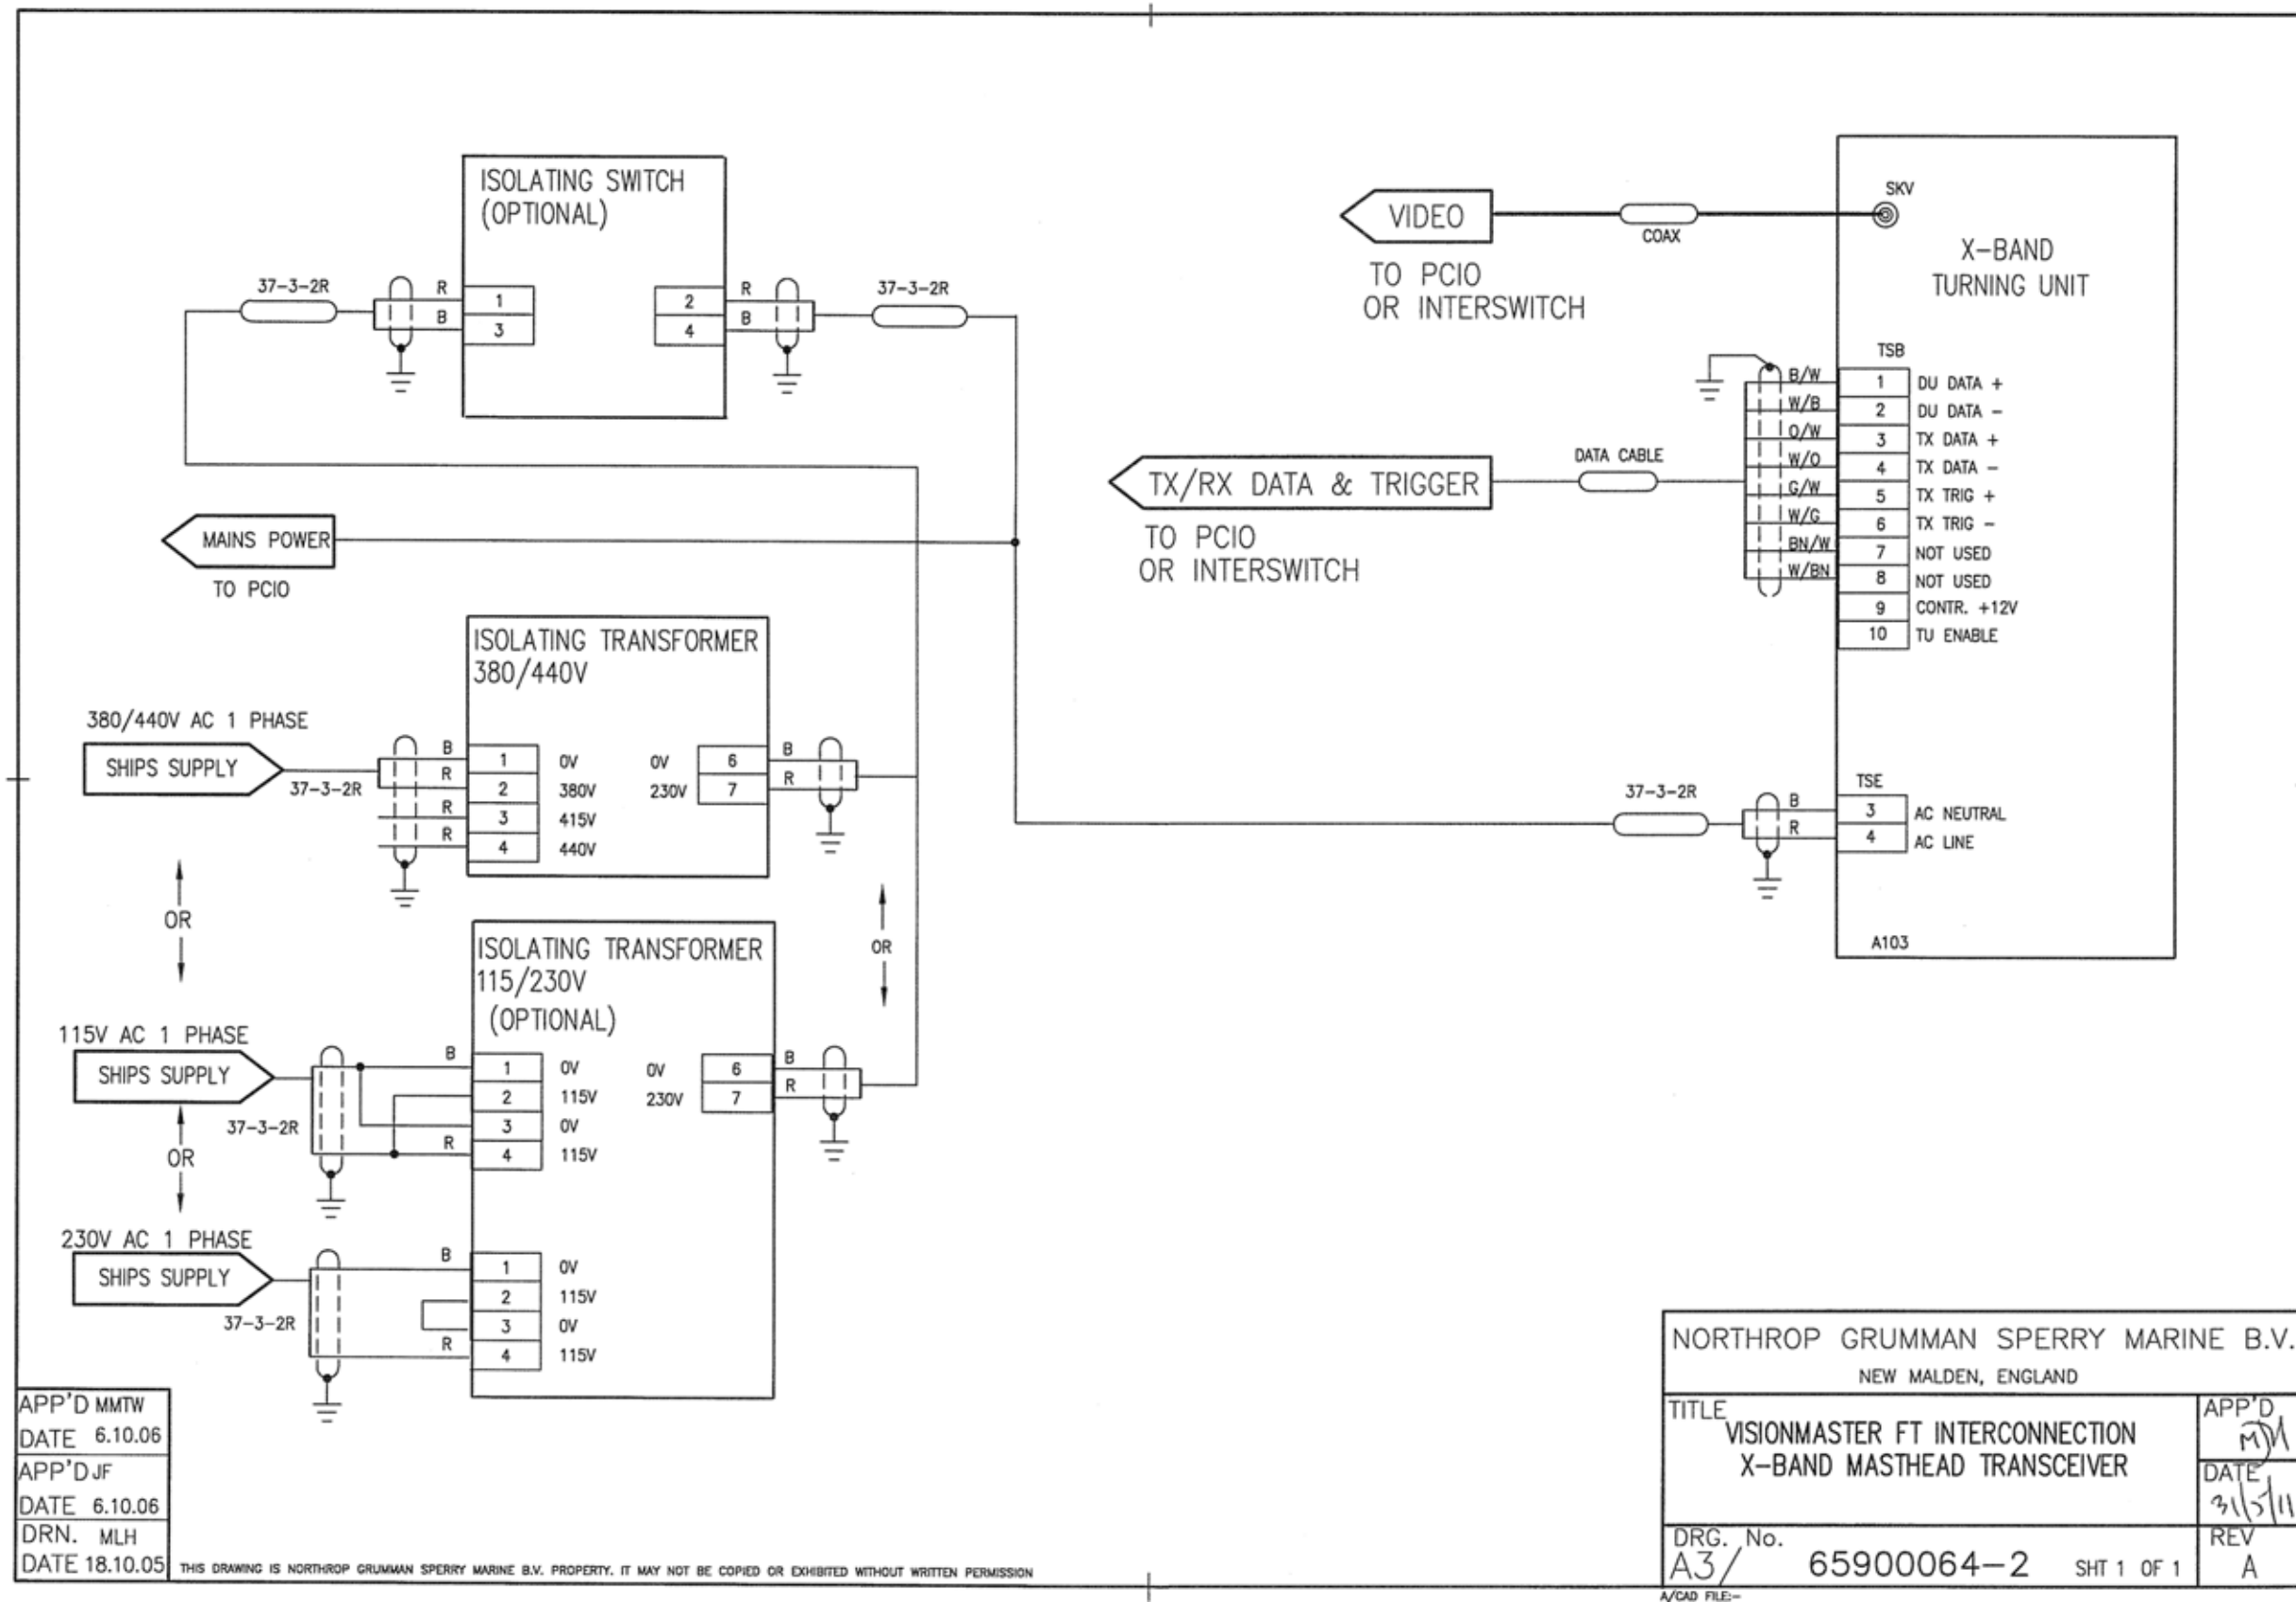 ISOLATING SWITCH
(OPTIONAL)
37-3-2R
R
B
1
3
2
4
R
B
37-3-2R
MAINS POWER
TO PCIO
ISOLATING TRANSFORMER
380/440V
380/440V AC 1 PHASE
SHIPS SUPPLY
37-3-2R
B
R
R
R
1 0V
2 380V
3 415V
4 440V
0V 6
230V 7
B
R
OR
OR
ISOLATING TRANSFORMER
115/230V
(OPTIONAL)
115V AC 1 PHASE
SHIPS SUPPLY
37-3-2R
B
R
1 0V
2 115V
3 0V
4 115V
0V 6
230V 7
B
R
OR
230V AC 1 PHASE
SHIPS SUPPLY
37-3-2R
B
R
1 0V
2 115V
3 0V
4 115V
VIDEO
TO PCIO
OR INTERSWITCH
COAX
SKV
X-BAND
TURNING UNIT
TX/RX DATA & TRIGGER
TO PCIO
OR INTERSWITCH
DATA CABLE
TSB
B/W 1 DU DATA +
W/B 2 DU DATA -
O/W 3 TX DATA +
W/O 4 TX DATA -
G/W 5 TX TRIG +
W/G 6 TX TRIG -
BN/W 7 NOT USED
W/BN 8 NOT USED
9 CONTR. +12V
10 TU ENABLE
37-3-2R
TSE
B 3 AC NEUTRAL
R 4 AC LINE
A103
APP'D MMTW
DATE 6.10.06
APP'D JF
DATE 6.10.06
DRN. MLH
DATE 18.10.05
THIS DRAWING IS NORTHROP GRUMMAN SPERRY MARINE B.V. PROPERTY. IT MAY NOT BE COPIED OR EXHIBITED WITHOUT WRITTEN PERMISSION
NORTHROP GRUMMAN SPERRY MARINE B.V.
NEW MALDEN, ENGLAND
TITLE
VISIONMASTER FT INTERCONNECTION
X-BAND MASTHEAD TRANSCEIVER
APP'D
DATE
31/5/11
DRG. No.
A3/ 65900064-2 SHT 1 OF 1
REV
A
A/CAD FILE:-